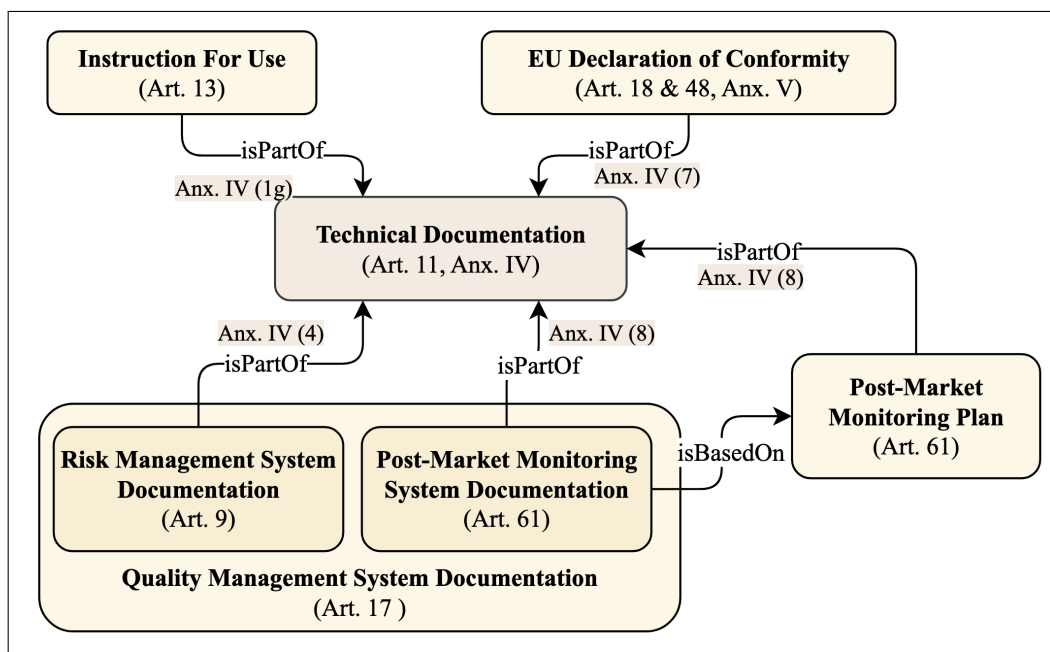 Instruction For Use
(Art. 13)
EU Declaration of Conformity
(Art. 18 & 48, Anx. V)
isPartOf
Anx. IV (1g)
isPartOf
Anx. IV (7)
Technical Documentation
(Art. 11, Anx. IV)
isPartOf
Anx. IV (8)
Anx. IV (4)
isPartOf
Anx. IV (8)
isPartOf
Post-Market
Monitoring Plan
(Art. 61)
isBasedOn
Risk Management System
Documentation
(Art. 9)
Post-Market Monitoring
System Documentation
(Art. 61)
Quality Management System Documentation
(Art. 17 )